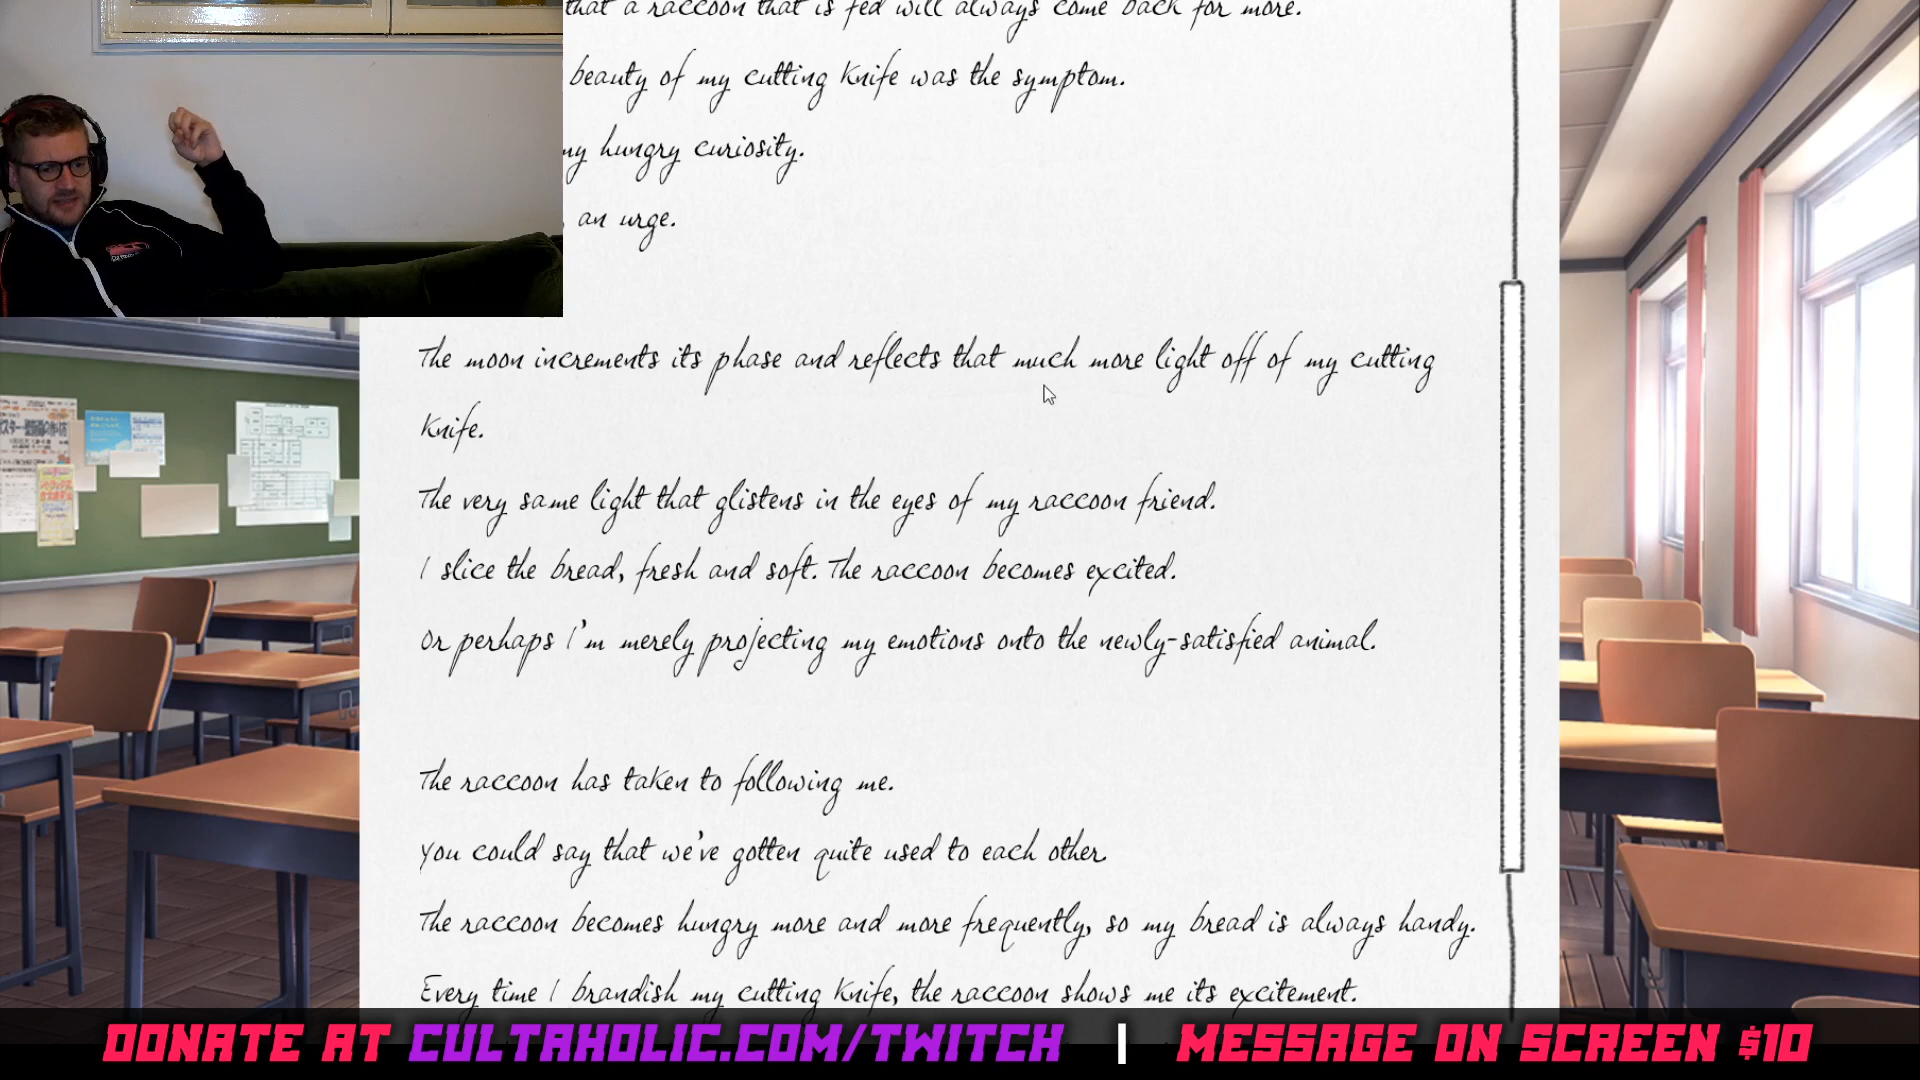 that a raccoon that is fed will always come back for more.
beauty of my cutting knife was the symptom.
my hungry curiosity.
an urge.
The moon increments its phase and reflects that much more light off of my cutting
knife.
The very same light that glistens in the eyes of my raccoon friend.
I slice the bread, fresh and soft. The raccoon becomes excited.
Or perhaps I'm merely projecting my emotions onto the newly-satisfied animal.
The raccoon has taken to following me.
You could say that we've gotten quite used to each other.
The raccoon becomes hungry more and more frequently, so my bread is always handy.
Every time I brandish my cutting knife, the raccoon shows me its excitement.
DONATE AT CULTAHOLIC.COM/TWITCH | MESSAGE ON SCREEN $10